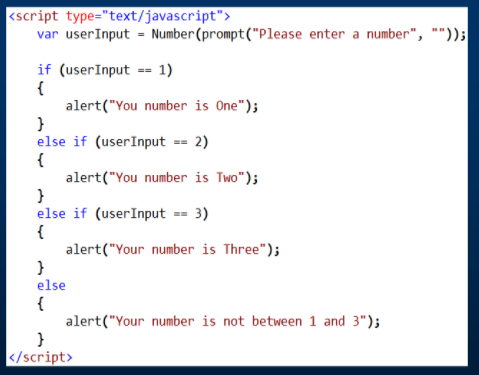 <script type="text/javascript">
var userInput = Number(prompt("Please enter a number", ""));
if (userInput == 1)
{
alert("You number is One");
}
else if (userInput == 2)
{
alert("You number is Two");
}
else if (userInput == 3)
{
alert("Your number is Three");
}
else
{
alert("Your number is not between 1 and 3");
}
</script>